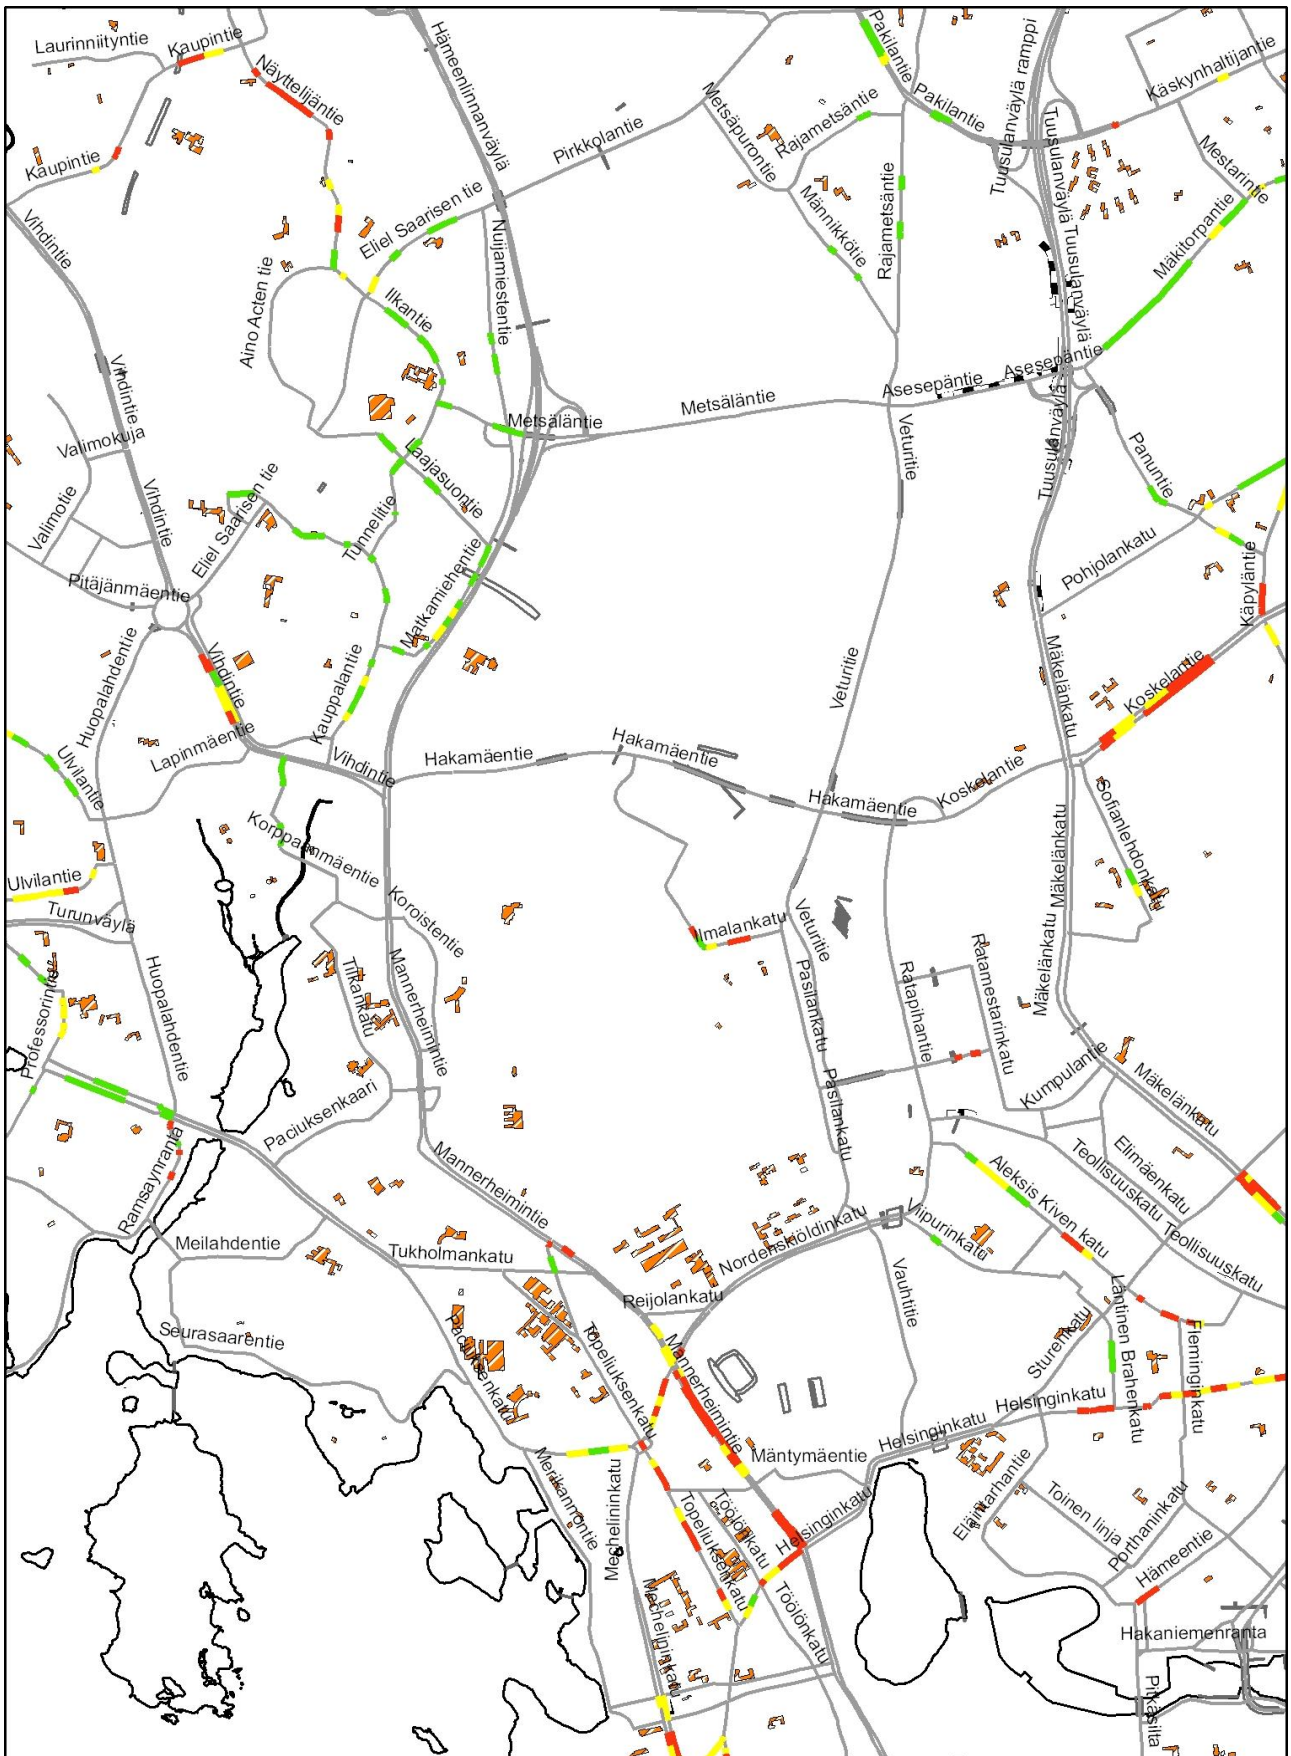 Laurinniityntie
Kaupintie
Näyttelijäntie
Hämeenlinnanväylä
Pakilantie
Tuusulanväylä ramppi
Käskynhaltijantie
Metsäpurontie
Rajametsäntie
Pakilantie
Tuusulanväylä
Pirkkolantie
Kaupintie
Mestarintie
Vihdintie
Eliel Saarisen tie
Nuijamiestentie
Männikkötie
Rajametsäntie
Tuusulanväylä
Mäkitorpantie
Aino Acten tie
Ilkantie
Vihdintie
Asesepäntie
Asesepäntie
Metsäläntie
Metsäläntie
Valimokuja
Laajasuontie
Veturitie
Tuusulanväylä
Panuntie
Valimotie
Vihdintie
Eliel Saarisen tie
Tunnelitie
Pohjolankatu
Käpyläntie
Pitäjänmäentie
Matkamiehentie
Huopalahdentie
Vihdintie
Kauppalantie
Veturitie
Mäkelänkatu
Koskelantie
Lapinmäentie
Ulvilantie
Vihdintie
Hakamäentie
Hakamäentie
Hakamäentie
Koskelantie
Sofianlehdonkatu
Korppaanmäentie
Ulvilantie
Turunväylä
Koroistentie
Ilmalankatu
Veturitie
Mäkelänkatu
Mäkelänkatu
Professorintie
Huopalahdentie
Tilkankatu
Mannerheimintie
Pasilankatu
Ratapihantie
Ratamestarinkatu
Kumpulantie
Mäkelänkatu
Paciuksenkaari
Pasilankatu
Ramsaynranta
Mannerheimintie
Aleksis Kiven katu
Teollisuuskatu
Elimäenkatu
Teollisuuskatu
Meilahdentie
Tukholmankatu
Nordenskiöldinkatu
Viipurinkatu
Vauhtitie
Reijolankatu
Seurasaarentie
Paciuksenkatu
Topeliuksenkatu
Mannerheimintie
Sturenkatu
Läntinen Brahenkatu
Fleminginkatu
Helsinginkatu
Helsinginkatu
Mäntymäentie
Merikannontie
Mechelininkatu
Topeliuksenkatu
Töölönkatu
Helsinginkatu
Eläintarhantie
Toinen linja
Porthaninkatu
Hämeentie
Mechelininkatu
Töölönkatu
Hakaniemenranta
Pitkäsilta